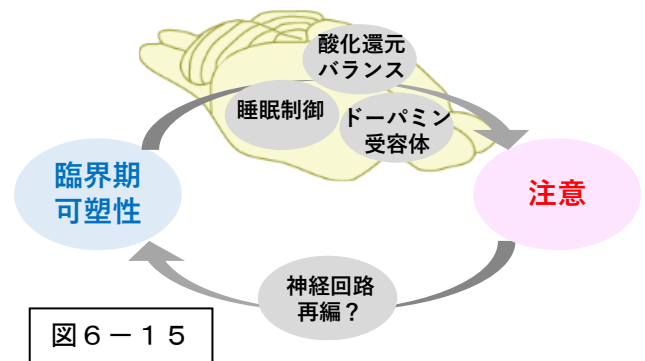 酸化還元
バランス
睡眠制御
ドーパミン
受容体
臨界期
可塑性
注意
神経回路
再編？
図６－１５